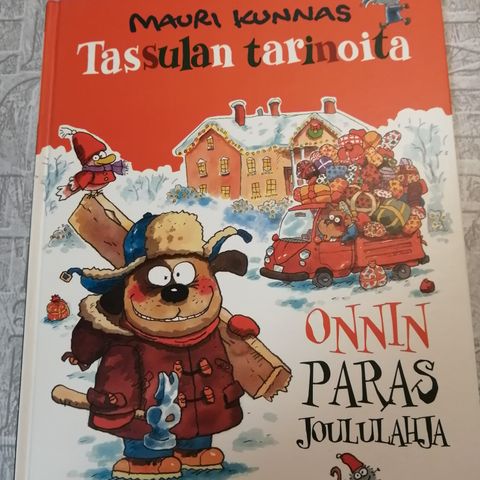 MAURI KUNNAS
Tassulan tarinoita
ONNIN
PARAS
JOULULAHJA